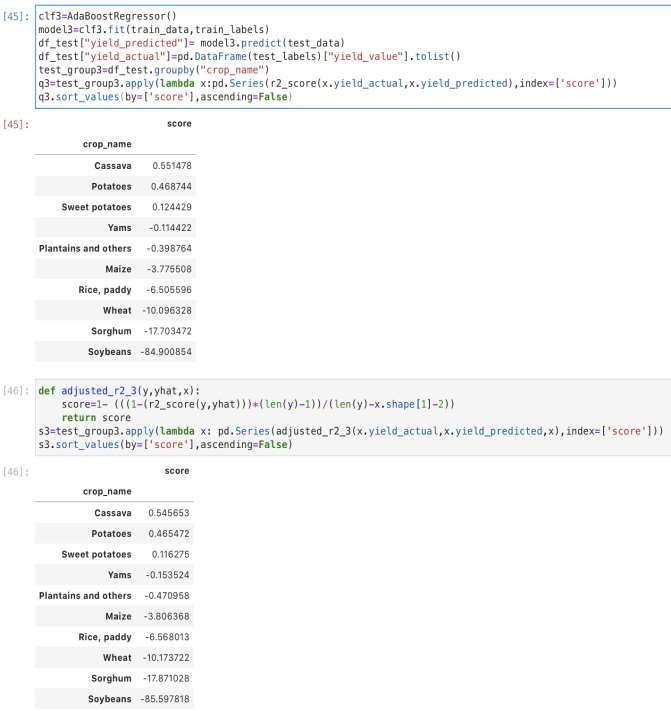 [45]: clf3=AdaBoostRegressor()
model3=clf3.fit(train_data,train_labels)
df_test["yield_predicted"]= model3.predict(test_data)
df_test["yield_actual"]=pd.DataFrame(test_labels)["yield_value"].tolist()
test_group3=df_test.groupby("crop_name")
q3=test_group3.apply(lambda x:pd.Series(r2_score(x.yield_actual,x.yield_predicted),index=['score']))
q3.sort_values(by=['score'],ascending=False)
[45]: score
crop_name
Cassava 0.551478
Potatoes 0.468744
Sweet potatoes 0.124429
Yams -0.114422
Plantains and others -0.398764
Maize -3.775508
Rice, paddy -6.505596
Wheat -10.096328
Sorghum -17.703472
Soybeans -84.900854
[46]: def adjusted_r2_3(y,yhat,x):
score=1- (((1-(r2_score(y,yhat)))*(len(y)-1))/(len(y)-x.shape[1]-2))
return score
s3=test_group3.apply(lambda x: pd.Series(adjusted_r2_3(x.yield_actual,x.yield_predicted,x),index=['score']))
s3.sort_values(by=['score'],ascending=False)
[46]: score
crop_name
Cassava 0.545653
Potatoes 0.465472
Sweet potatoes 0.116275
Yams -0.153524
Plantains and others -0.470958
Maize -3.806368
Rice, paddy -6.568013
Wheat -10.173722
Sorghum -17.871028
Soybeans -85.597818